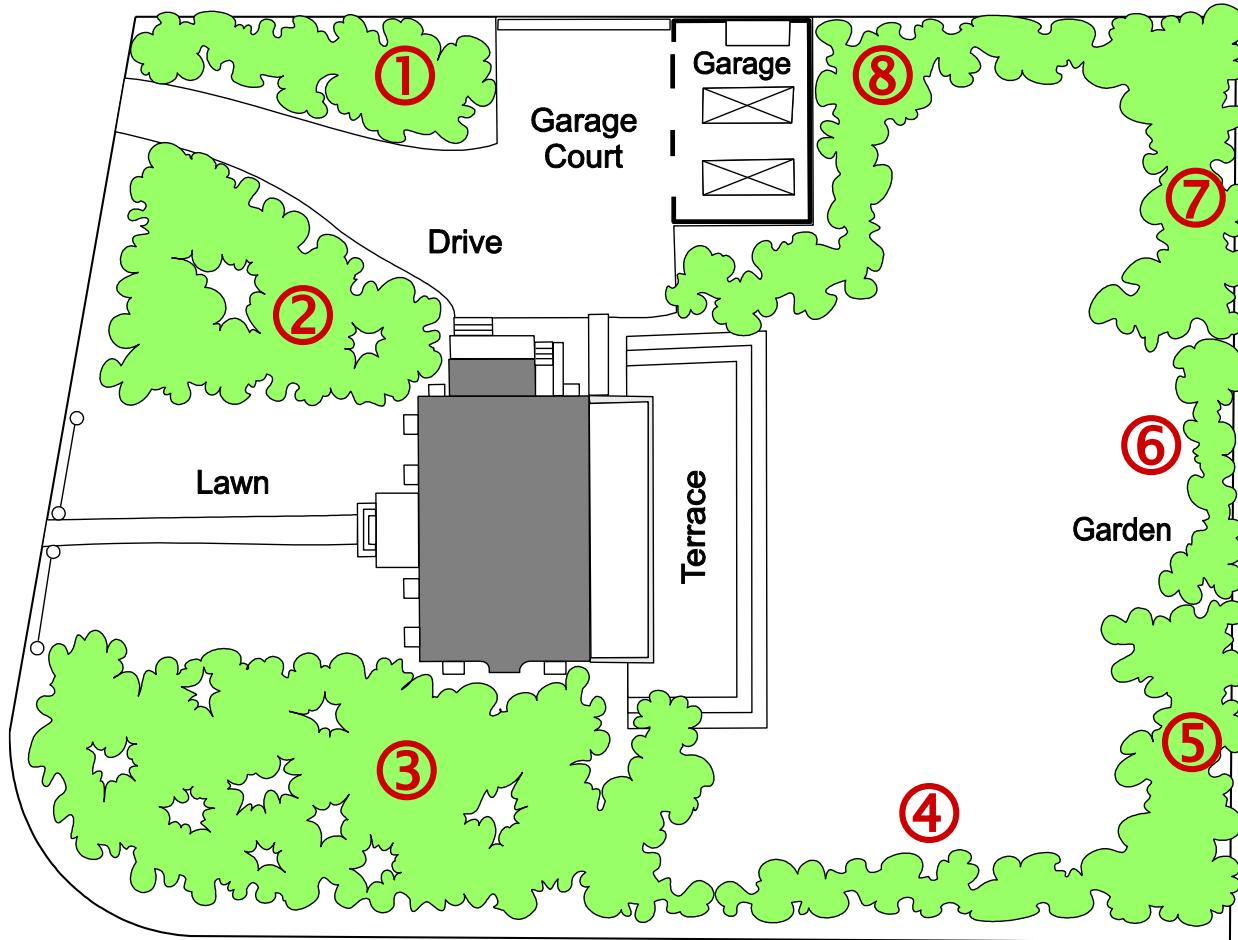 ①
Garage
⑧
Garage
Court
⑦
Drive
②
⑥
Lawn
Terrace
Garden
⑤
③
④